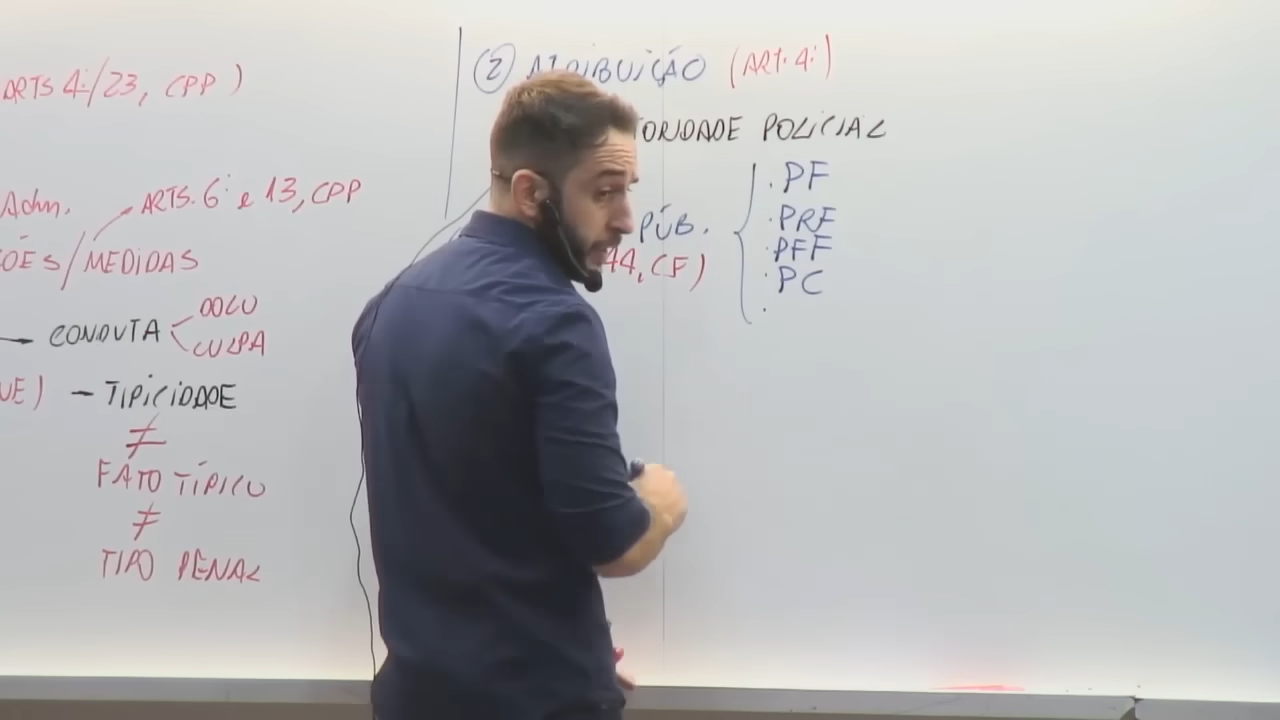 ARTS 4º/23, CPP)
Adm.
ARTS. 6º e 13, CPP
ÕES/MEDIDAS
CONDUTA
DOLO
CULPA
UE) - TIPICIDADE
≠
FATO TÍPICO
≠
TIPO PENAL
(2) ATRIBUIÇÃO (ART. 4º)
TORIDADE POLICIAL
PÚB.
44, CF)
. PF
. PRF
. PFF
. PC
.